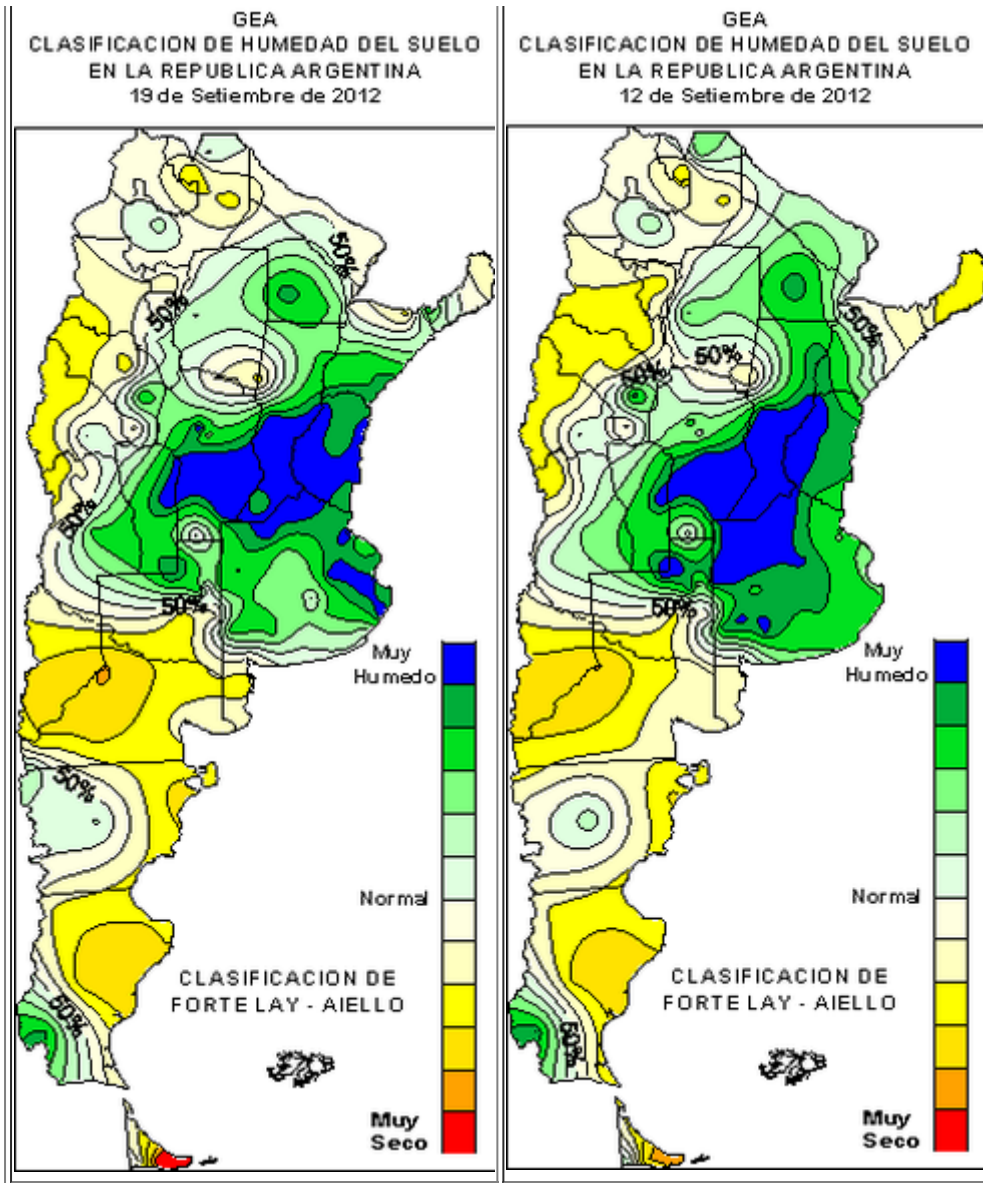 GEA
CLASIFICACION DE HUMEDAD DEL SUELO
EN LA REPUBLICA ARGENTINA
19 de Setiembre de 2012
50%
50%
50%
50%
50%
50%
Muy
Humedo
Normal
CLASIFICACION DE
FORTE LAY - AIELLO
Muy
Seco
GEA
CLASIFICACION DE HUMEDAD DEL SUELO
EN LA REPUBLICA ARGENTINA
12 de Setiembre de 2012
50%
50%
50%
50%
50%
Muy
Humedo
Normal
CLASIFICACION DE
FORTE LAY - AIELLO
Muy
Seco